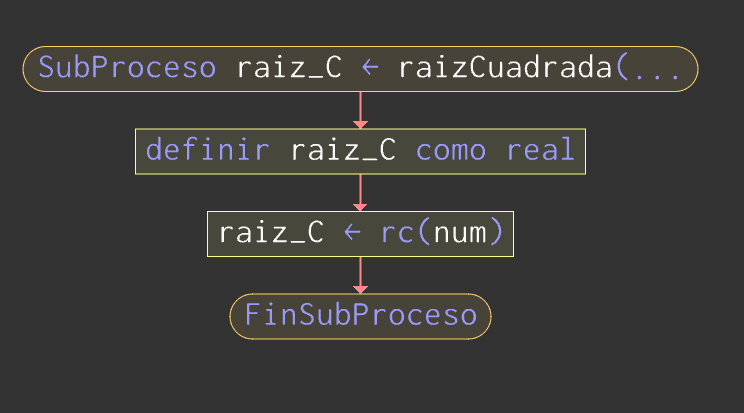 SubProceso raiz_C ← raizCuadrada(...
definir raiz_C como real
raiz_C ← rc(num)
FinSubProceso